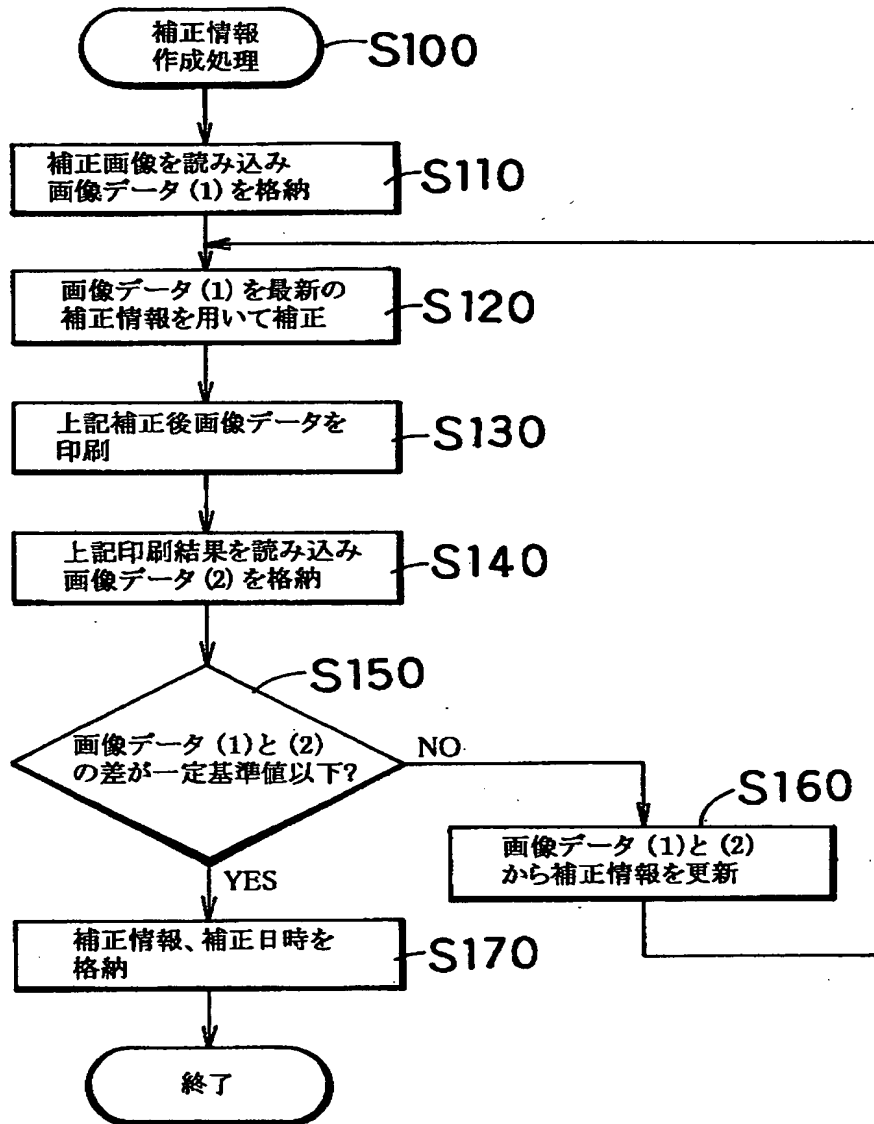 補正情報
作成処理
S100
補正画像を読み込み
画像データ(1)を格納
S110
画像データ(1)を最新の
補正情報を用いて補正
S120
上記補正後画像データを
印刷
S130
上記印刷結果を読み込み
画像データ(2)を格納
S140
S150
画像データ(1)と(2)
の差が一定基準値以下?
NO
YES
S160
画像データ(1)と(2)
から補正情報を更新
補正情報、補正日時を
格納
S170
終了